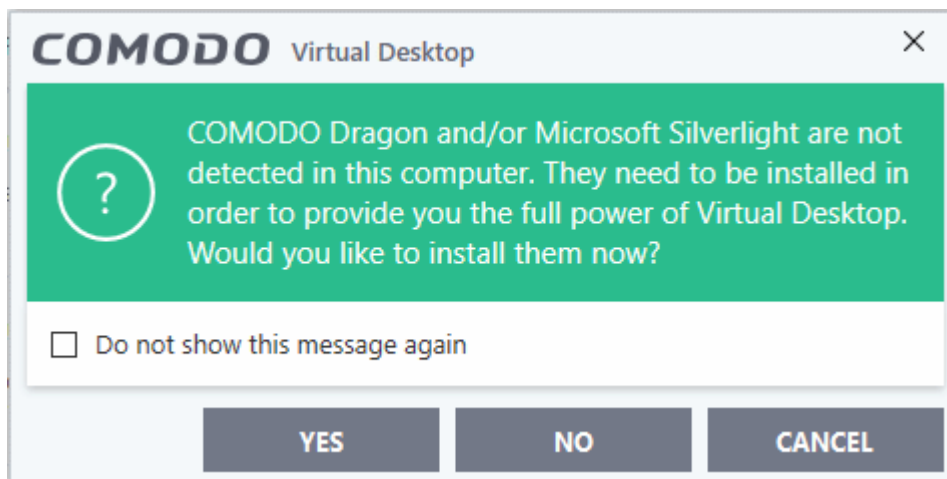 COMODO Virtual Desktop
COMODO Dragon and/or Microsoft Silverlight are not
detected in this computer. They need to be installed in
order to provide you the full power of Virtual Desktop.
Would you like to install them now?
Do not show this message again
YES NO CANCEL